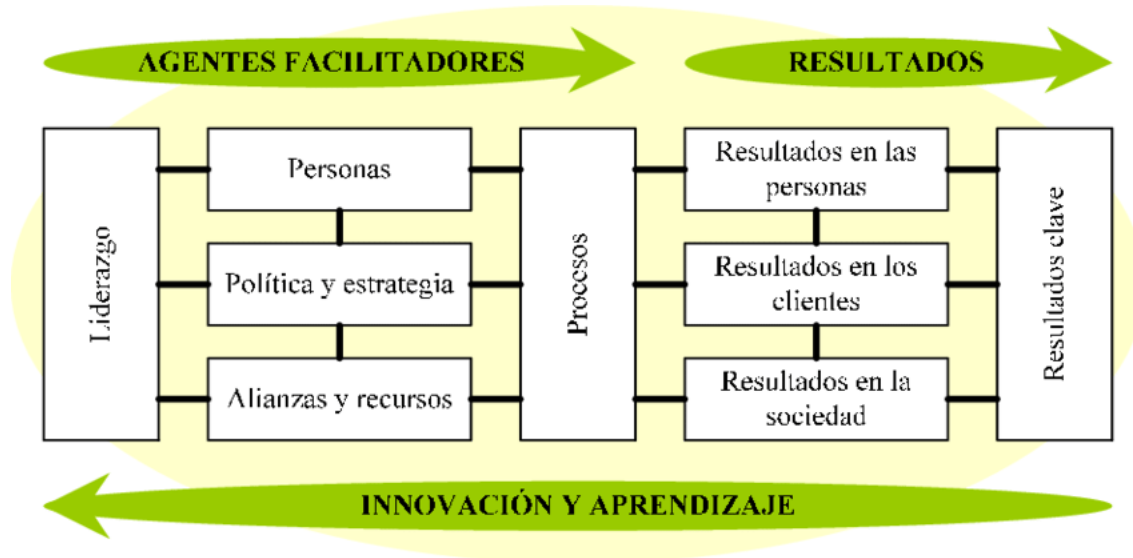 AGENTES FACILITADORES
RESULTADOS
Liderazgo
Personas
Política y estrategia
Alianzas y recursos
Procesos
Resultados en las
personas
Resultados en los
clientes
Resultados en la
sociedad
Resultados clave
INNOVACIÓN Y APRENDIZAJE